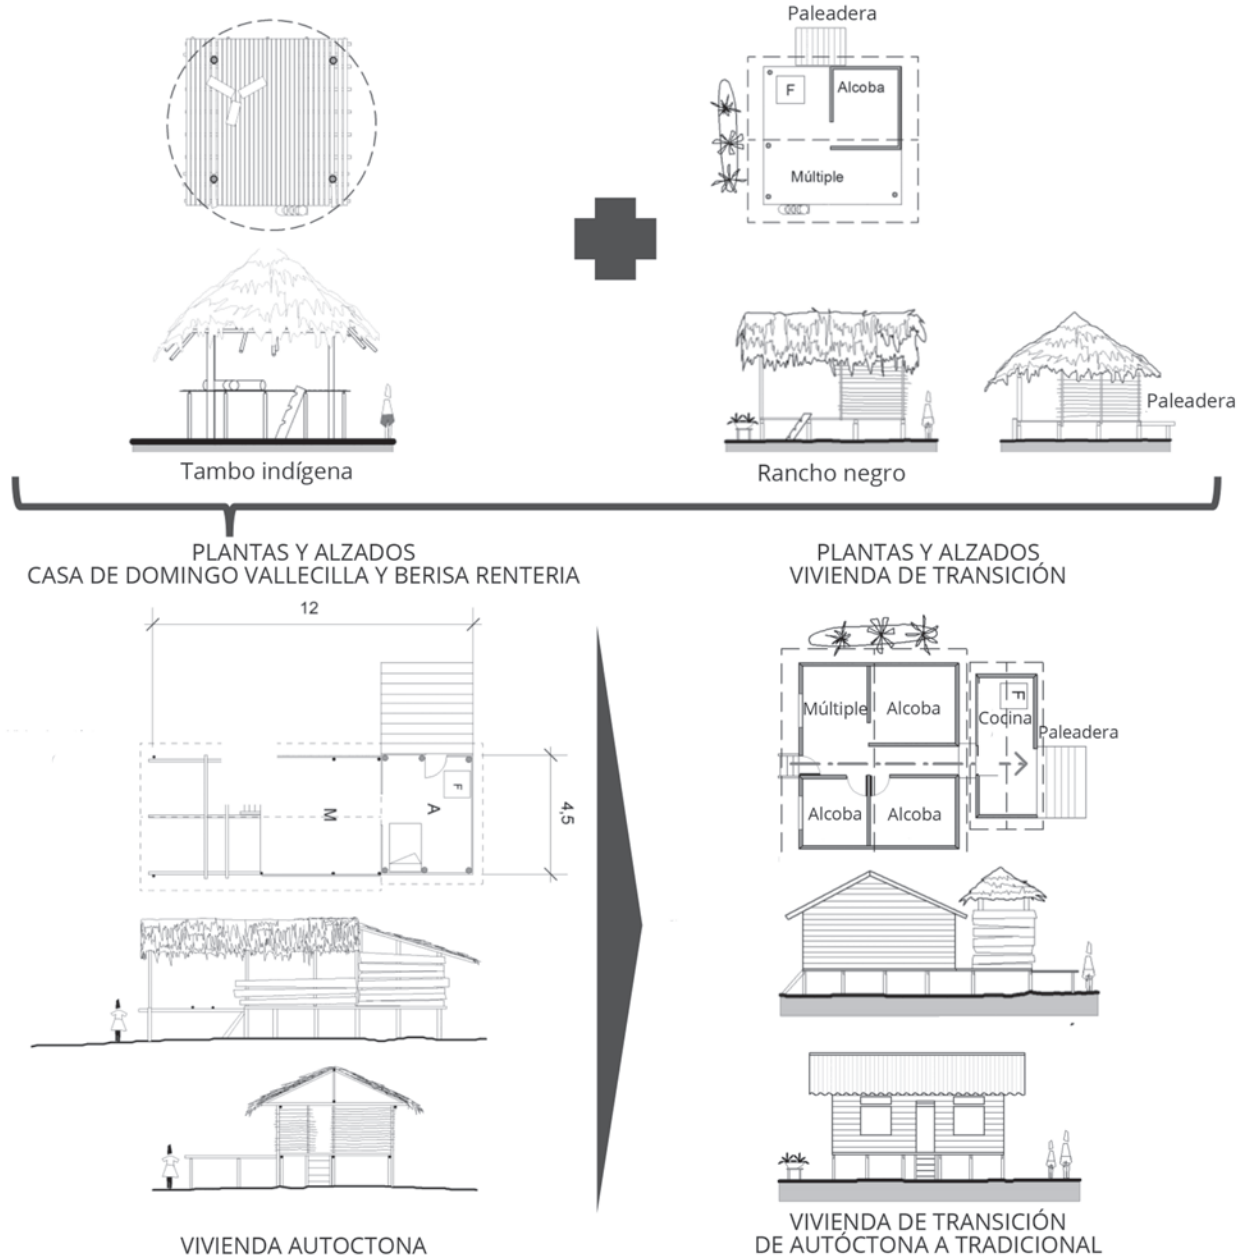 Paleadera
F
Alcoba
Múltiple
Paleadera
Tambo indígena
Rancho negro
PLANTAS Y ALZADOS
CASA DE DOMINGO VALLECILLA Y BERISA RENTERIA
12
F
A
M
4,5
VIVIENDA AUTOCTONA
PLANTAS Y ALZADOS
VIVIENDA DE TRANSICIÓN
Múltiple
Alcoba
F
Cocina
Paleadera
Alcoba
Alcoba
VIVIENDA DE TRANSICIÓN
DE AUTÓCTONA A TRADICIONAL